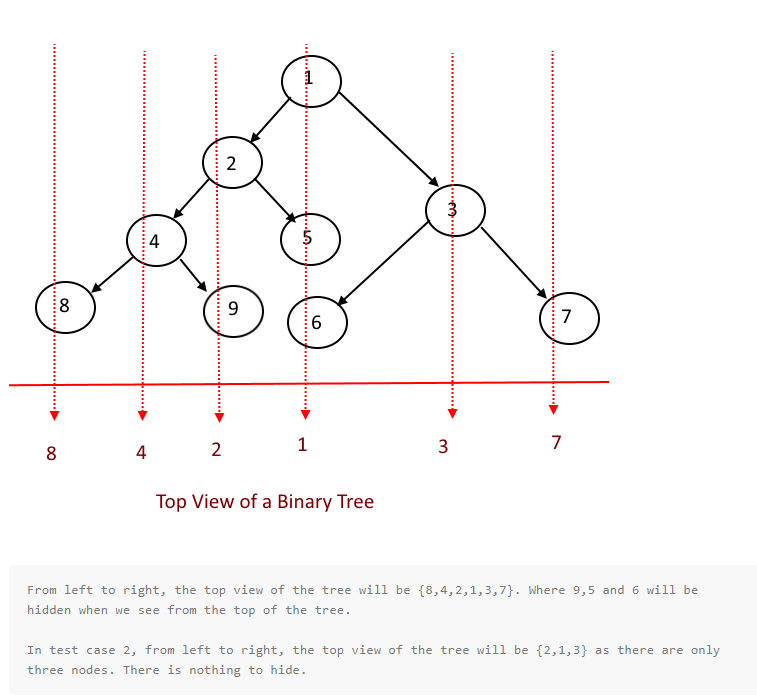 1
2
3
4
5
8
9
6
7
8 4 2 1 3 7
Top View of a Binary Tree
From left to right, the top view of the tree will be {8,4,2,1,3,7}. Where 9,5 and 6 will be
hidden when we see from the top of the tree.
In test case 2, from left to right, the top view of the tree will be {2,1,3} as there are only
three nodes. There is nothing to hide.